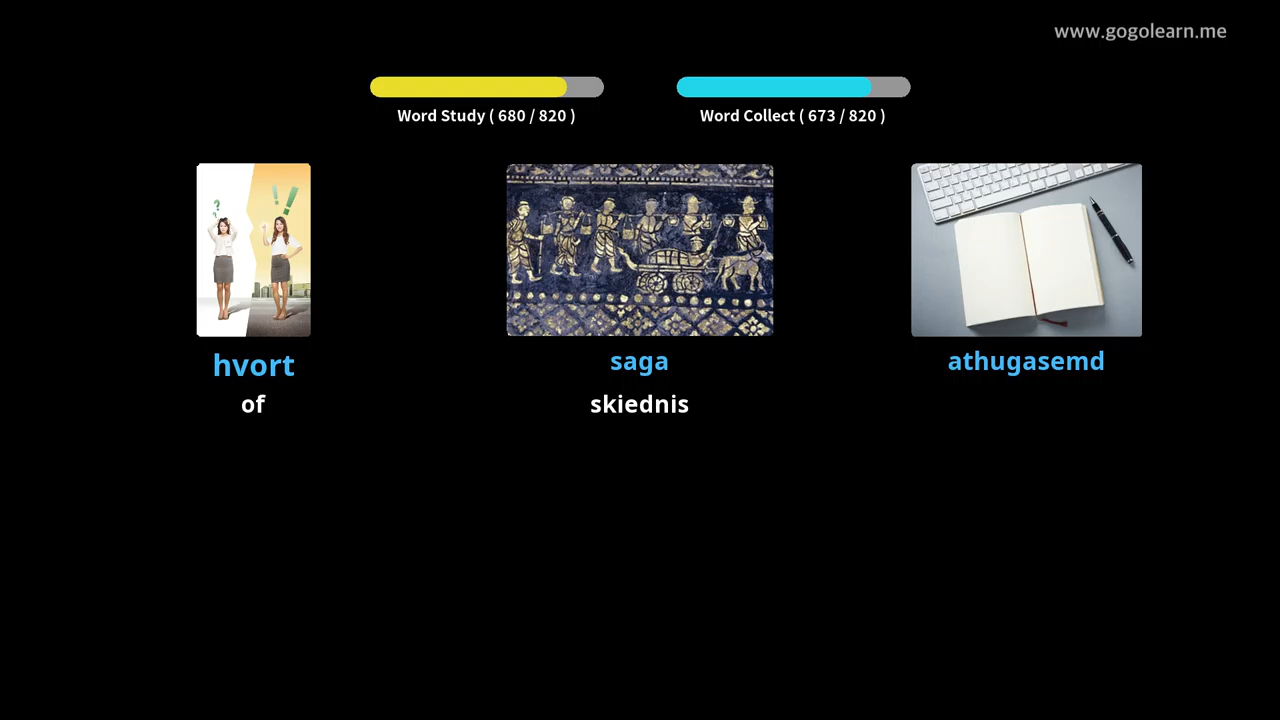 www.gogolearn.me
Word Study ( 680 / 820 )
Word Collect ( 673 / 820 )
hvort
saga
athugasemd
of
skiednis